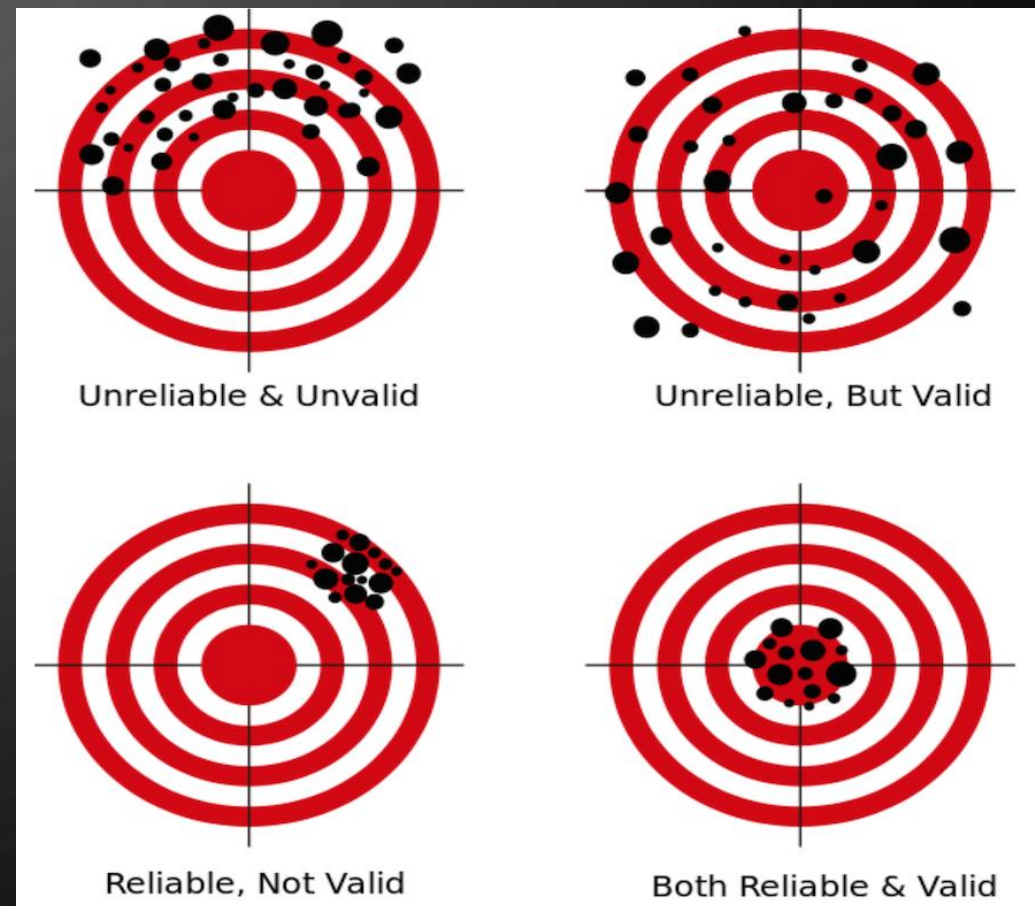 Unreliable & Unvalid
Unreliable, But Valid
Reliable, Not Valid
Both Reliable & Valid